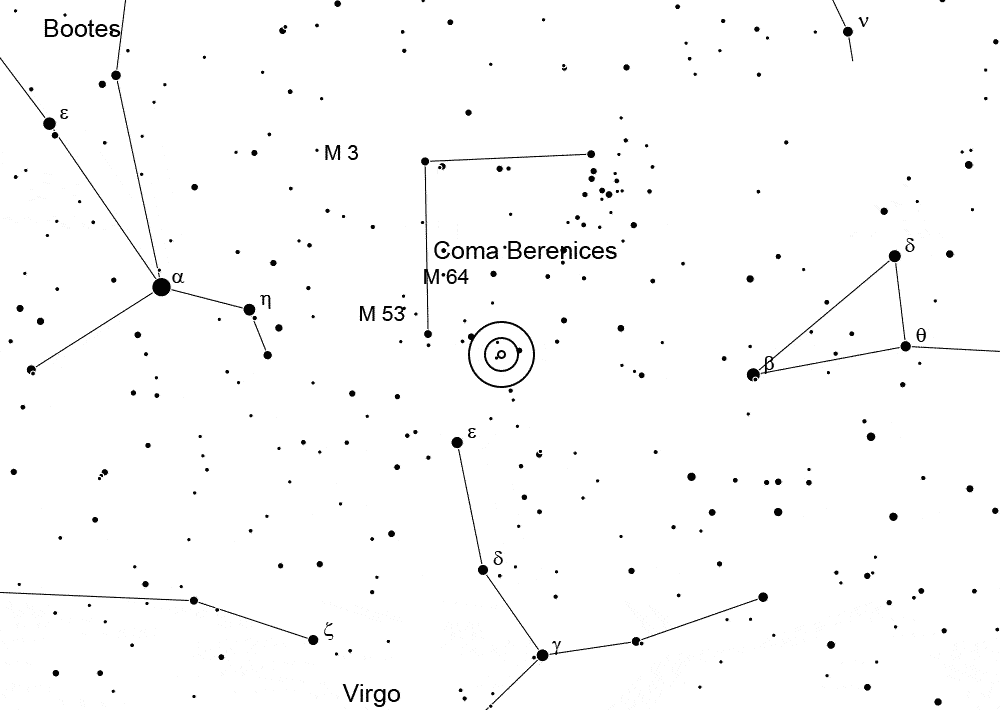 Bootes
ν
ε
M 3
δ
Coma Berenices
α
M 64
η
M 53
θ
β
ε
δ
ζ
γ
Virgo